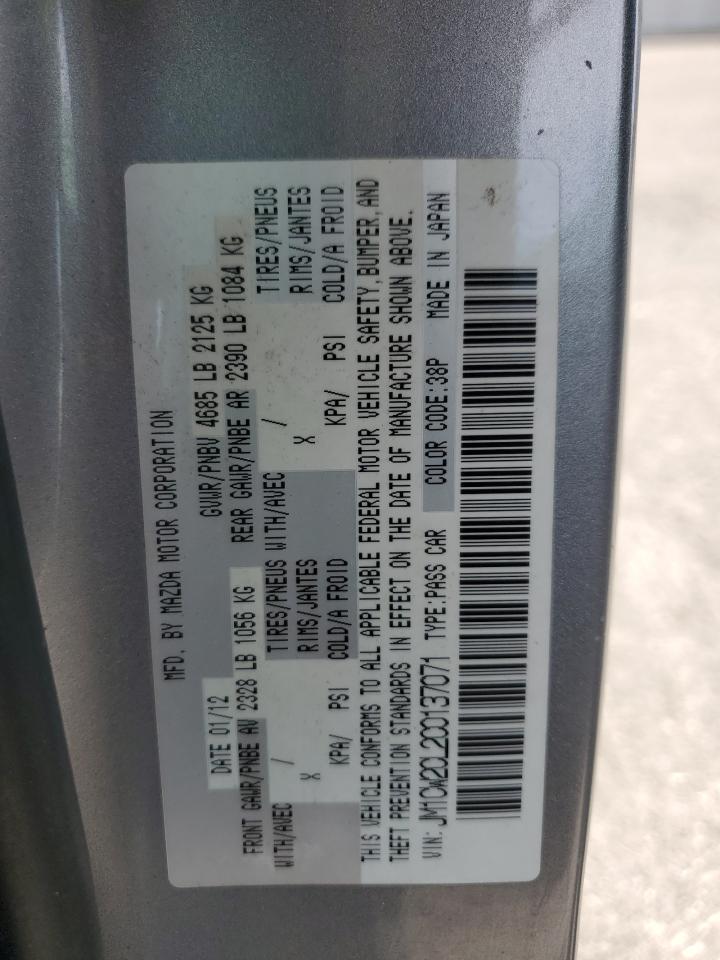 MFD. BY MAZDA MOTOR CORPORATION
DATE 01/12 GVWR/PNBV 4685 LB 2125 KG
FRONT GAWR/PNBE AV 2328 LB 1056 KG REAR GAWR/PNBE AR 2390 LB 1084 KG
WITH/AVEC / TIRES/PNEUS WITH/AVEC / TIRES/PNEUS
X RIMS/JANTES X RIMS/JANTES
KPA/ PSI COLD/A FROID KPA/ PSI COLD/A FROID
THIS VEHICLE CONFORMS TO ALL APPLICABLE FEDERAL MOTOR VEHICLE SAFETY, BUMPER, AND
THEFT PREVENTION STANDARDS IN EFFECT ON THE DATE OF MANUFACTURE SHOWN ABOVE.
VIN: JM1CW2CL2C0137071 TYPE:PASS CAR COLOR CODE:38P MADE IN JAPAN